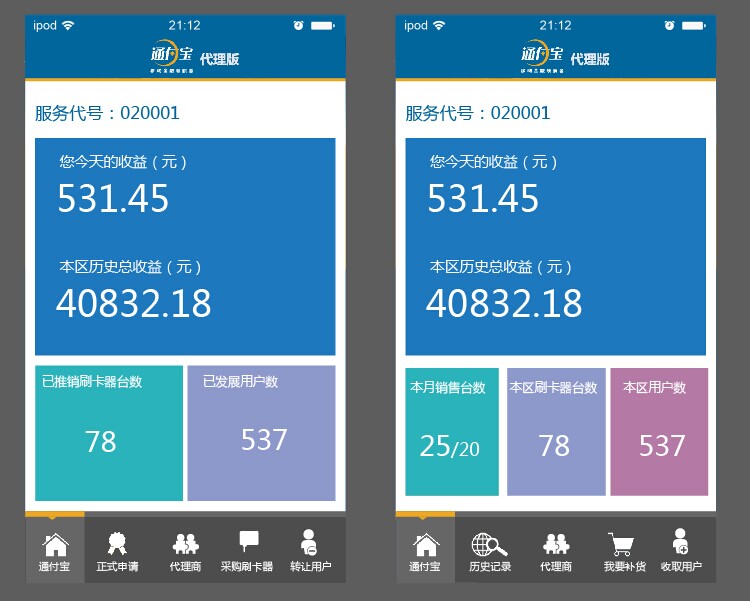 ipod 21:12
通付宝 代理版
服务代号：020001
您今天的收益（元）
531.45
本区历史总收益（元）
40832.18
已推销刷卡器台数 已发展用户数
78 537
通付宝 正式申请 代理商 采购刷卡器 转让用户
ipod 21:12
通付宝 代理版
服务代号：020001
您今天的收益（元）
531.45
本区历史总收益（元）
40832.18
本月销售台数 本区刷卡器台数 本区用户数
25/20 78 537
通付宝 历史记录 代理商 我要补货 收取用户